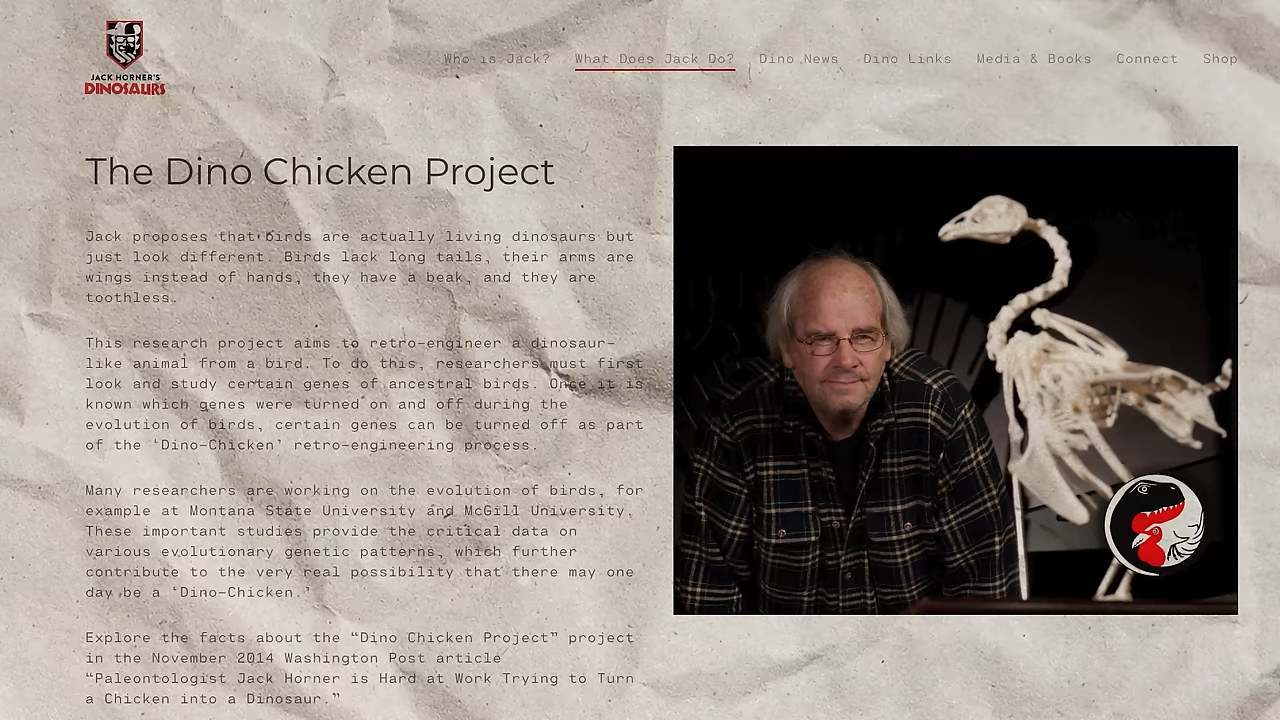 JACK HORNER'S
DINOSAURS
Who is Jack? What Does Jack Do? Dino News Dino Links Media & Books Connect Shop
The Dino Chicken Project
Jack proposes that birds are actually living dinosaurs but
just look different. Birds lack long tails, their arms are
wings instead of hands, they have a beak, and they are
toothless.
This research project aims to retro-engineer a dinosaur-
like animal from a bird. To do this, researchers must first
look and study certain genes of ancestral birds. Once it is
known which genes were turned on and off during the
evolution of birds, certain genes can be turned off as part
of the ‘Dino-Chicken’ retro-engineering process.
Many researchers are working on the evolution of birds, for
example at Montana State University and McGill University.
These important studies provide the critical data on
various evolutionary genetic patterns, which further
contribute to the very real possibility that there may one
day be a ‘Dino-Chicken.’
Explore the facts about the “Dino Chicken Project” project
in the November 2014 Washington Post article
“Paleontologist Jack Horner is Hard at Work Trying to Turn
a Chicken into a Dinosaur.”